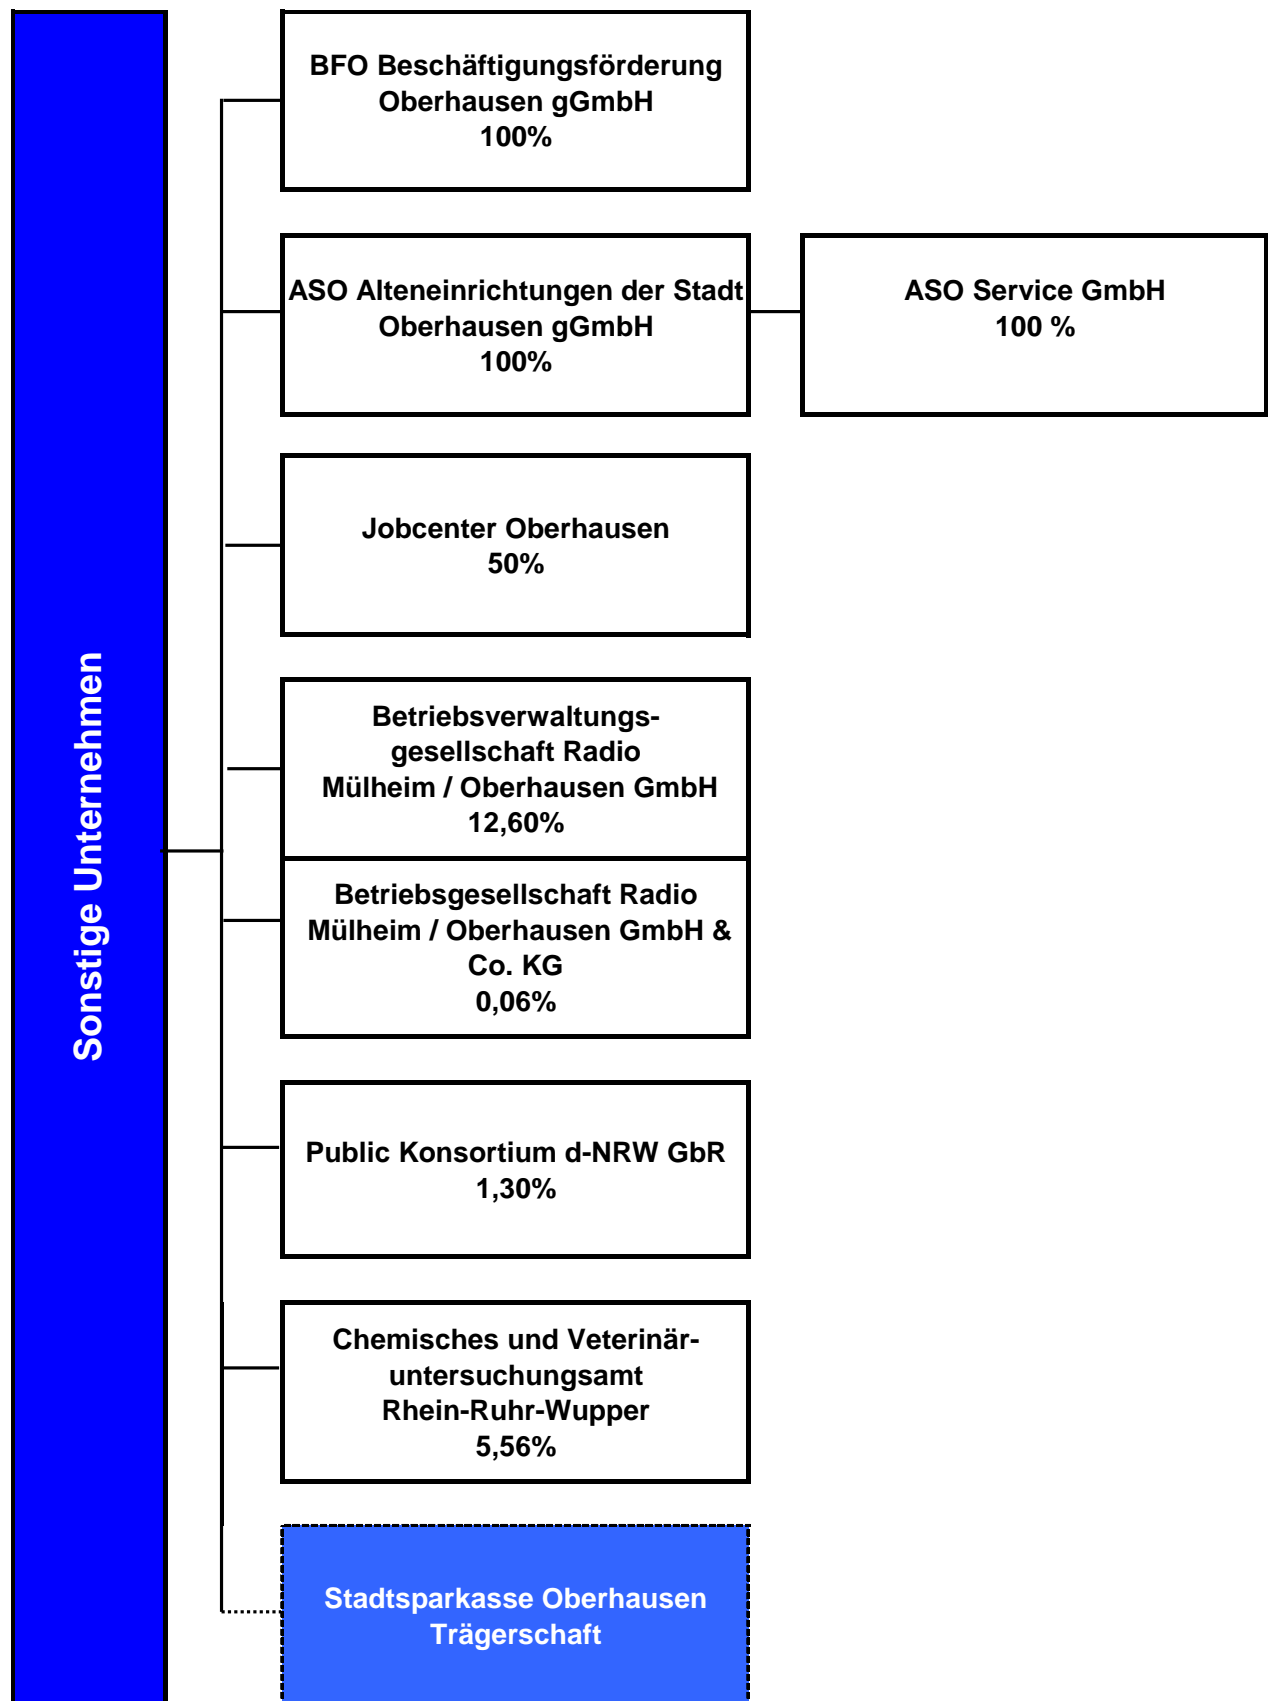 Sonstige Unternehmen
BFO Beschäftigungsförderung
Oberhausen gGmbH
100%
ASO Alteneinrichtungen der Stadt
Oberhausen gGmbH
100%
ASO Service GmbH
100 %
Jobcenter Oberhausen
50%
Betriebsverwaltungs-
gesellschaft Radio
Mülheim / Oberhausen GmbH
12,60%
Betriebsgesellschaft Radio
Mülheim / Oberhausen GmbH &
Co. KG
0,06%
Public Konsortium d-NRW GbR
1,30%
Chemisches und Veterinär-
untersuchungsamt
Rhein-Ruhr-Wupper
5,56%
Stadtsparkasse Oberhausen
Trägerschaft